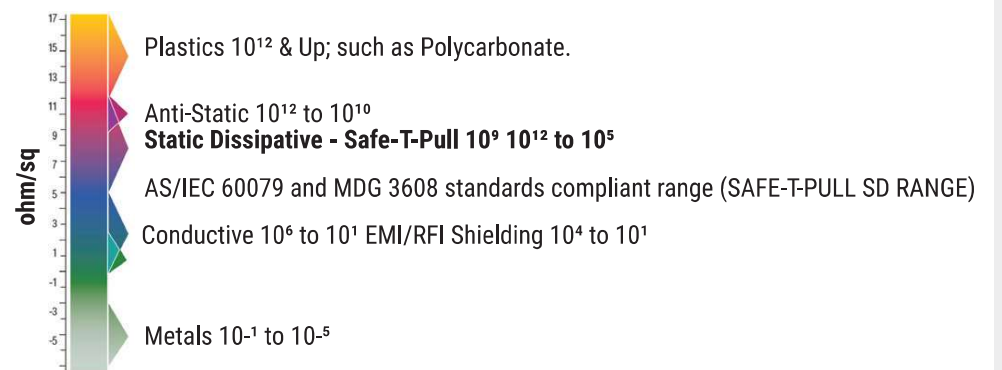 17
15
13
11
9
7
5
3
1
-1
-3
-5
ohm/sq
Plastics 10¹² & Up; such as Polycarbonate.
Anti-Static 10¹² to 10¹⁰
Static Dissipative - Safe-T-Pull 10⁹ 10¹² to 10⁵
AS/IEC 60079 and MDG 3608 standards compliant range (SAFE-T-PULL SD RANGE)
Conductive 10⁶ to 10¹ EMI/RFI Shielding 10⁴ to 10¹
Metals 10-¹ to 10-⁵